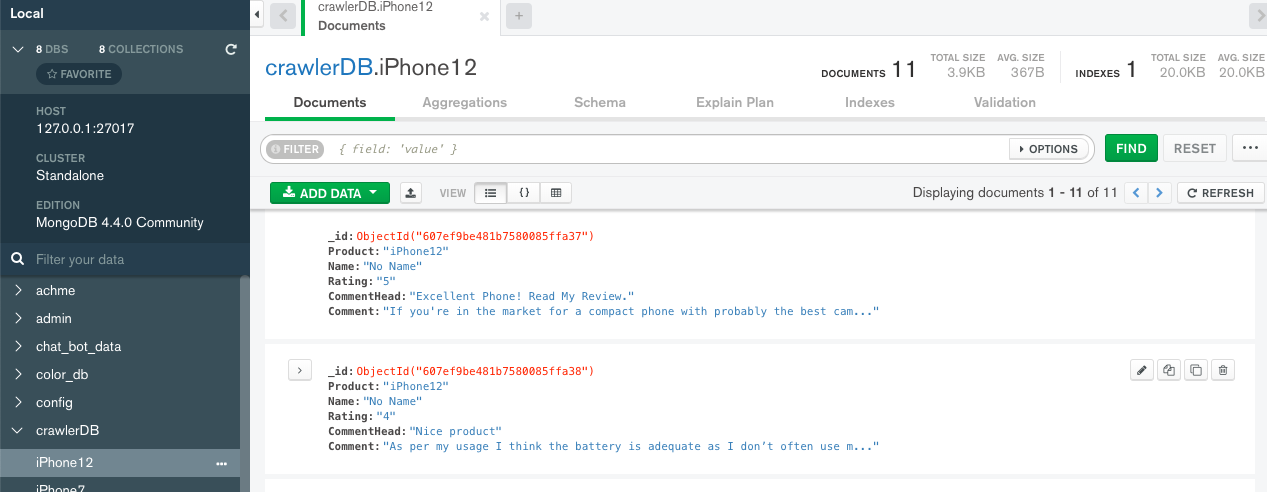 Local
8 DBS 8 COLLECTIONS
FAVORITE
HOST
127.0.0.1:27017
CLUSTER
Standalone
EDITION
MongoDB 4.4.0 Community
Filter your data
achme
admin
chat_bot_data
color_db
config
crawlerDB
iPhone12
iPhone7
crawlerDB.iPhone12
Documents
crawlerDB.iPhone12
DOCUMENTS 11
TOTAL SIZE
3.9KB
AVG. SIZE
367B
INDEXES 1
TOTAL SIZE
20.0KB
AVG. SIZE
20.0KB
Documents Aggregations Schema Explain Plan Indexes Validation
FILTER { field: 'value' } OPTIONS FIND RESET
ADD DATA VIEW {} Displaying documents 1 - 11 of 11 REFRESH
_id: ObjectId("607ef9be481b7580085ffa37")
Product: "iPhone12"
Name: "No Name"
Rating: "5"
CommentHead: "Excellent Phone! Read My Review."
Comment: "If you're in the market for a compact phone with probably the best cam..."
_id: ObjectId("607ef9be481b7580085ffa38")
Product: "iPhone12"
Name: "No Name"
Rating: "4"
CommentHead: "Nice product"
Comment: "As per my usage I think the battery is adequate as I don’t often use m..."